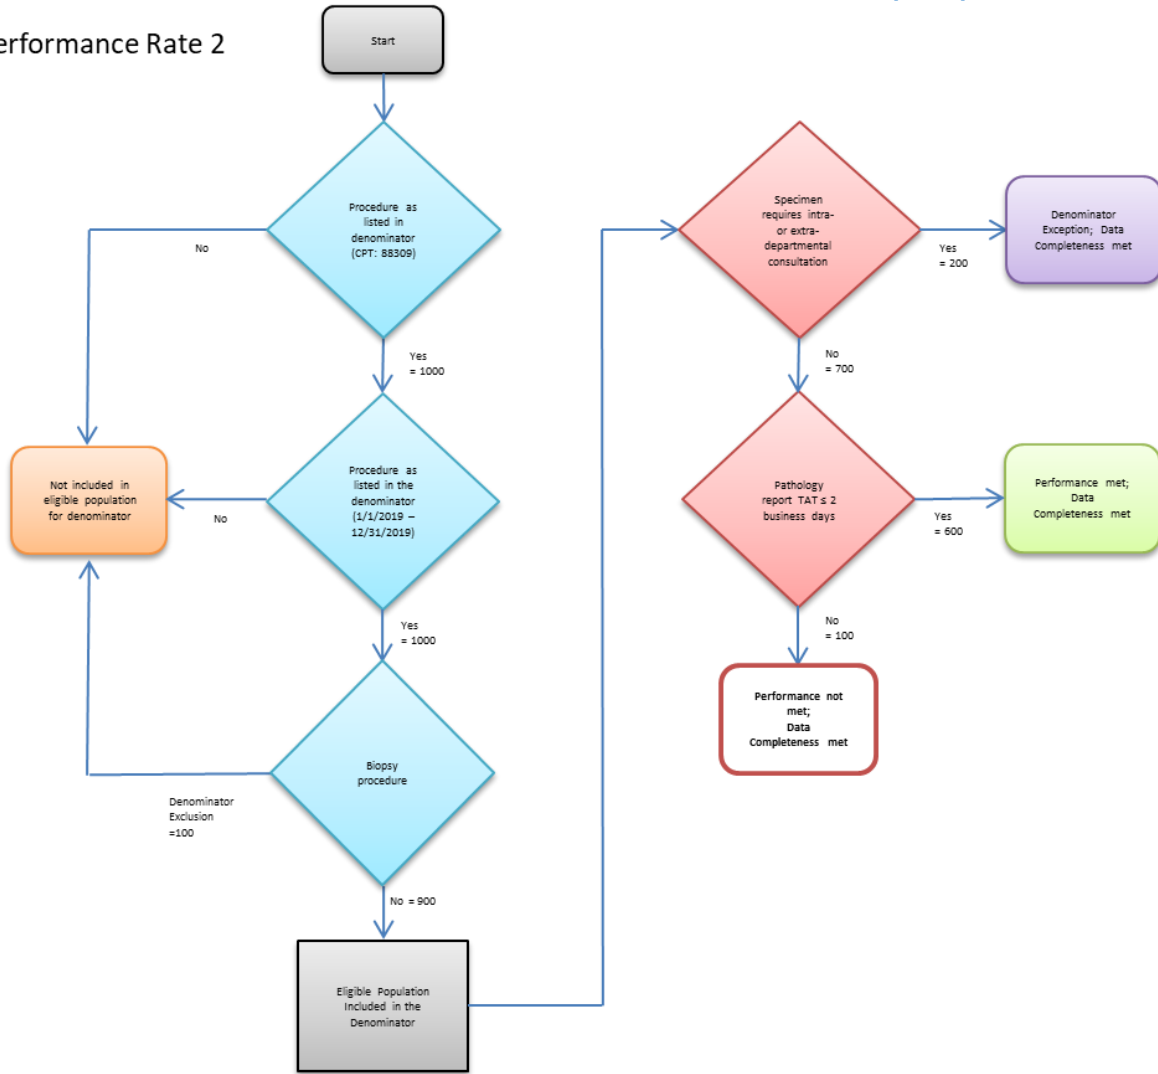 erformance Rate 2
Start
Procedure as
listed in
denominator
(CPT: 88309)
No
Yes
= 1000
Not included in
eligible population
for denominator
No
Procedure as
listed in the
denominator
(1/1/2019 –
12/31/2019)
Yes
= 1000
Biopsy
procedure
Denominator
Exclusion
=100
No = 900
Eligible Population
Included in the
Denominator
Specimen
requires intra-
or extra-
departmental
consultation
Yes
= 200
Denominator
Exception; Data
Completeness met
No
= 700
Pathology
report TAT ≤ 2
business days
Yes
= 600
Performance met;
Data
Completeness met
No
= 100
Performance not
met;
Data
Completeness met